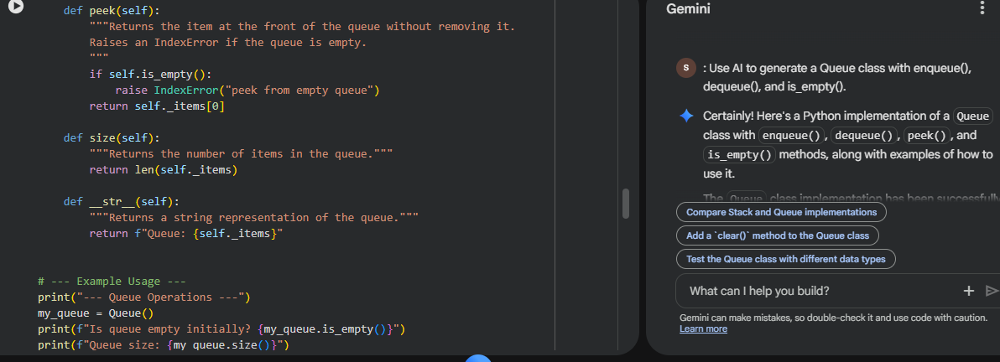 def peek(self):
"""Returns the item at the front of the queue without removing it.
Raises an IndexError if the queue is empty.
"""
if self.is_empty():
raise IndexError("peek from empty queue")
return self._items[0]
def size(self):
"""Returns the number of items in the queue."""
return len(self._items)
def __str__(self):
"""Returns a string representation of the queue."""
return f"Queue: {self._items}"
# --- Example Usage ---
print("--- Queue Operations ---")
my_queue = Queue()
print(f"Is queue empty initially? {my_queue.is_empty()}")
print(f"Queue size: {my_queue.size()}")
Gemini
S
: Use AI to generate a Queue class with enqueue(),
dequeue(), and is_empty().
Certainly! Here's a Python implementation of a Queue
class with enqueue(), dequeue(), peek(), and
is_empty() methods, along with examples of how to
use it.
The Queue class implementation has been successfully
Compare Stack and Queue implementations
Add a `clear()` method to the Queue class
Test the Queue class with different data types
What can I help you build?
Gemini can make mistakes, so double-check it and use code with caution.
Learn more